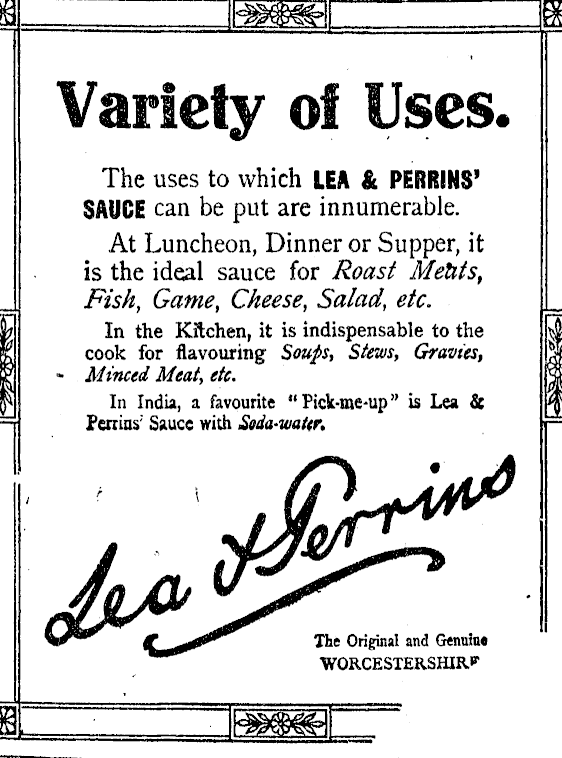 Variety of Uses.
The uses to which LEA & PERRINS'
SAUCE can be put are innumerable.
At Luncheon, Dinner or Supper, it
is the ideal sauce for Roast Meats,
Fish, Game, Cheese, Salad, etc.
In the Kitchen, it is indispensable to the
cook for flavouring Soups, Stews, Gravies,
Minced Meat, etc.
In India, a favourite "Pick-me-up" is Lea &
Perrins' Sauce with Soda-water.
Lea & Perrins
The Original and Genuine
WORCESTERSHIRE